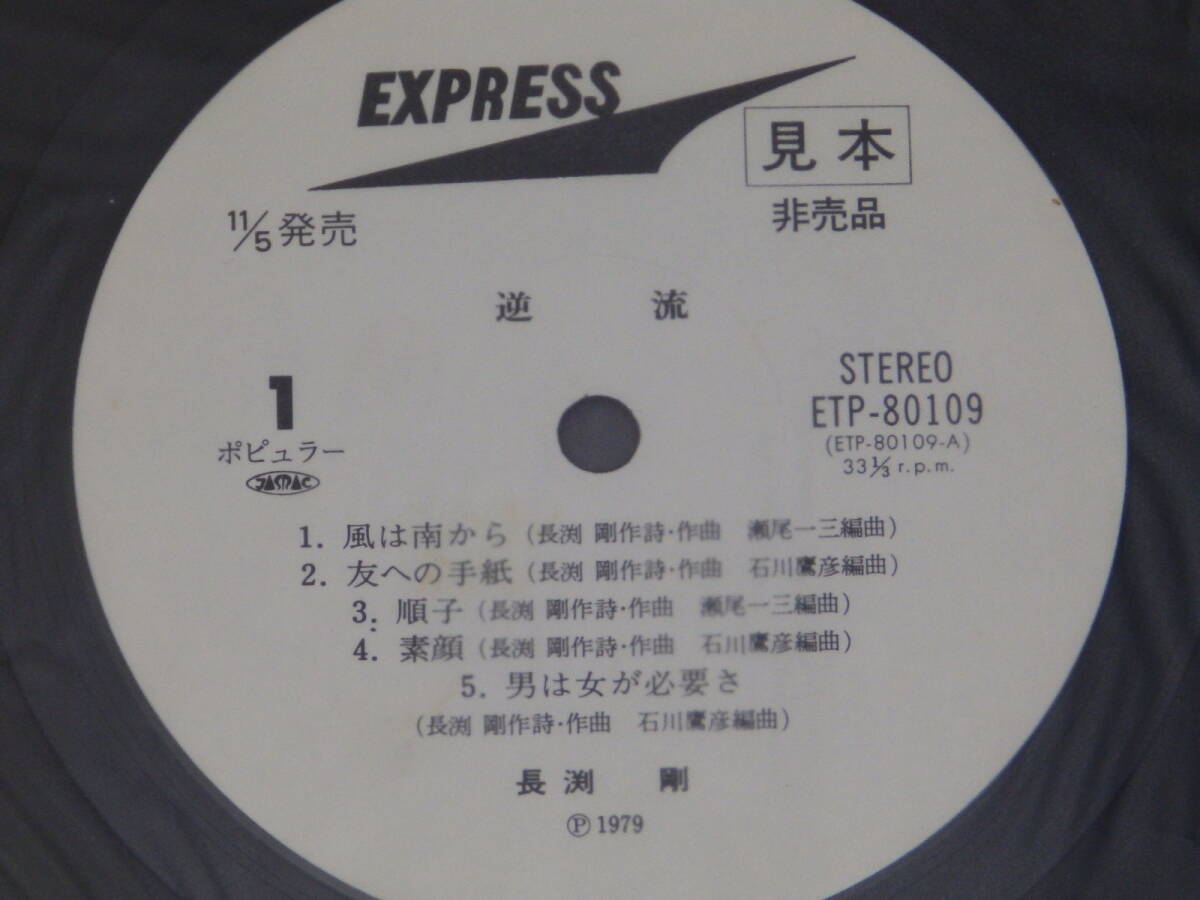 EXPRESS
見本
非売品
11/5発売
逆流
1
ポピュラー
JASRAC
STEREO
ETP-80109
(ETP-80109-A)
33⅓ r.p.m.
1. 風は南から (長渕 剛作詩・作曲 瀬尾一三編曲)
2. 友への手紙 (長渕 剛作詩・作曲 石川鷹彦編曲)
3. 順子 (長渕 剛作詩・作曲 瀬尾一三編曲)
4. 素顔 (長渕 剛作詩・作曲 石川鷹彦編曲)
5. 男は女が必要さ
(長渕 剛作詩・作曲 石川鷹彦編曲)
長渕 剛
Ⓟ 1979